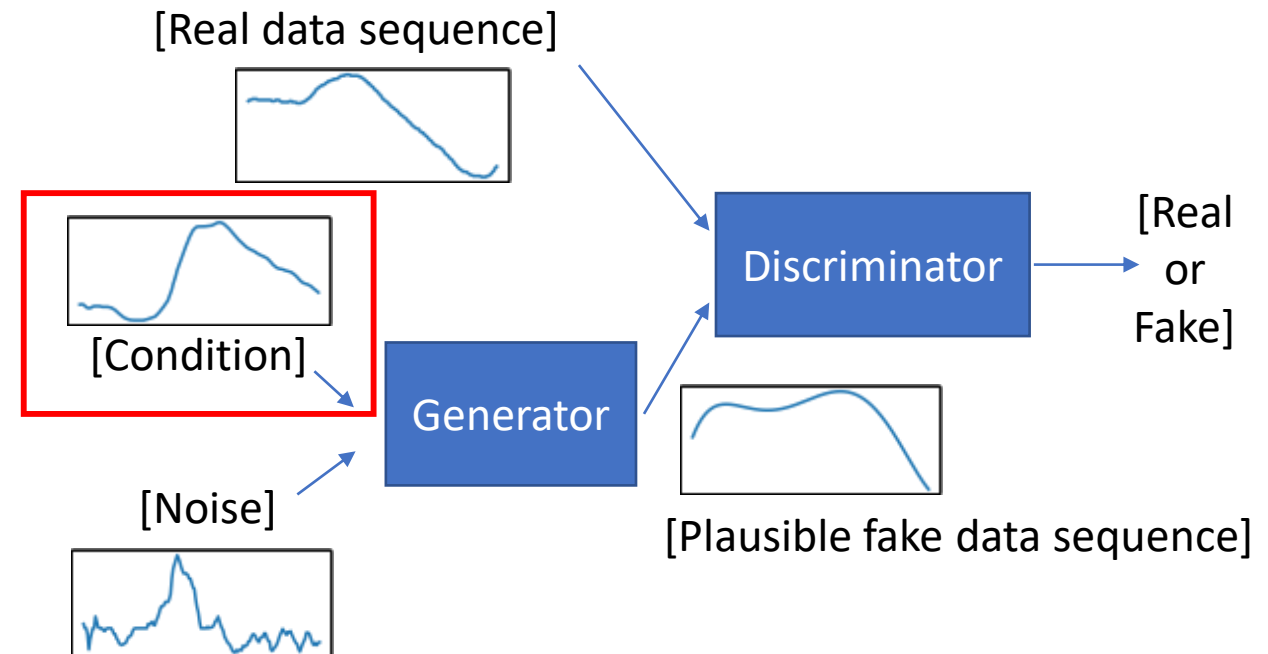 [Real data sequence]
[Condition]
[Noise]
Generator
Discriminator
[Real
or
Fake]
[Plausible fake data sequence]